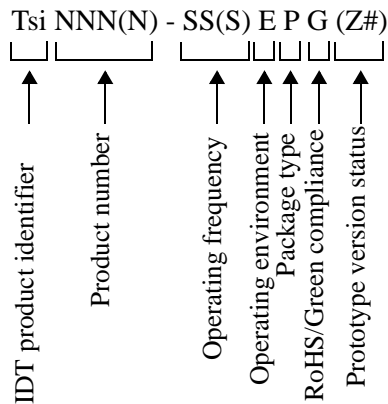 Tsi NNN(N) - SS(S) E P G (Z#)
IDT product identifier
Product number
Operating frequency
Operating environment
Package type
RoHS/Green compliance
Prototype version status